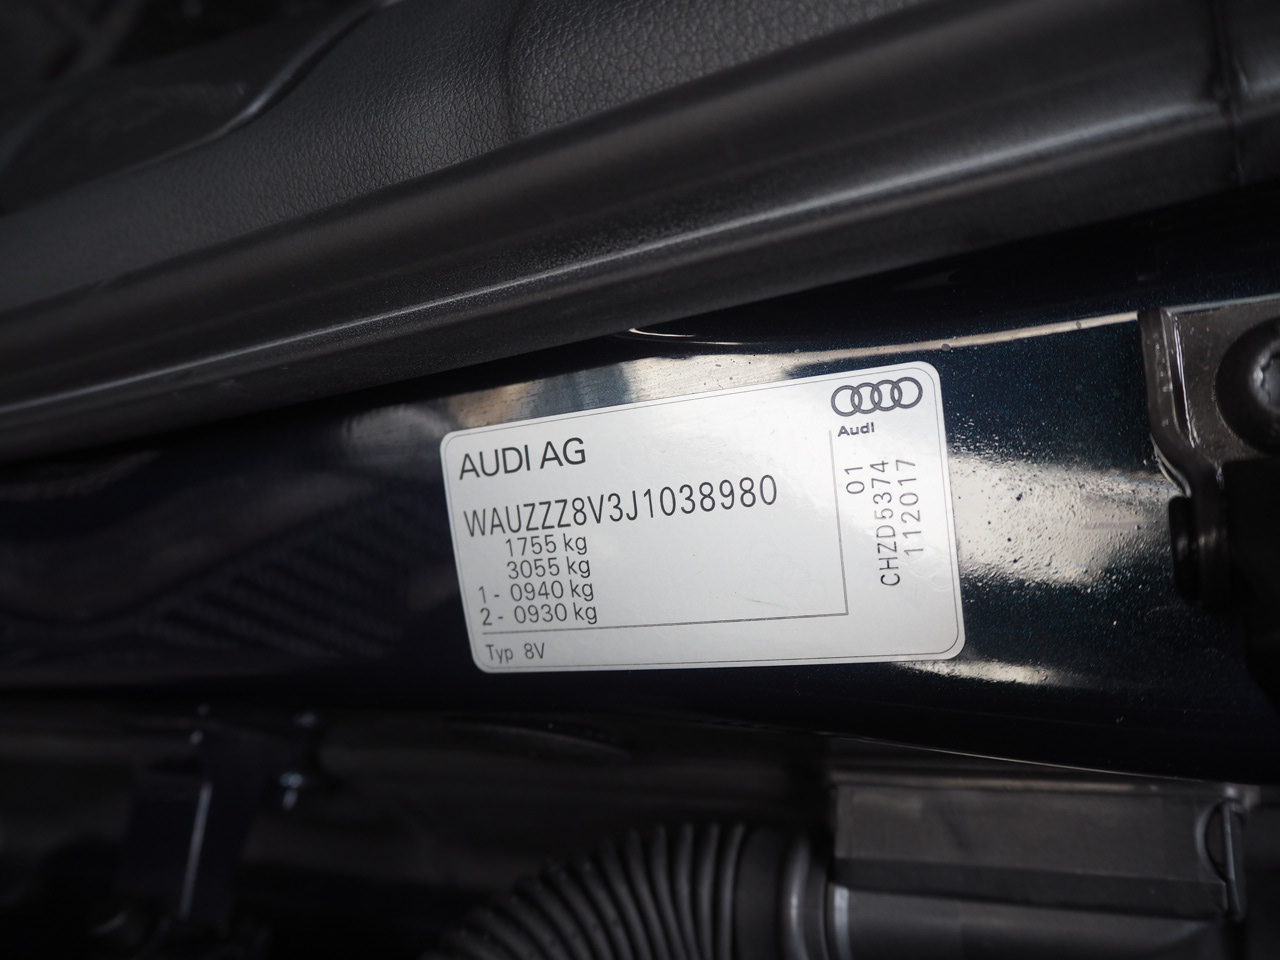 AUDI AG
WAUZZZ8V3J1038980
1755 kg
3055 kg
1 - 0940 kg
2 - 0930 kg
Typ 8V
Audi
01
CHZD5374
112017